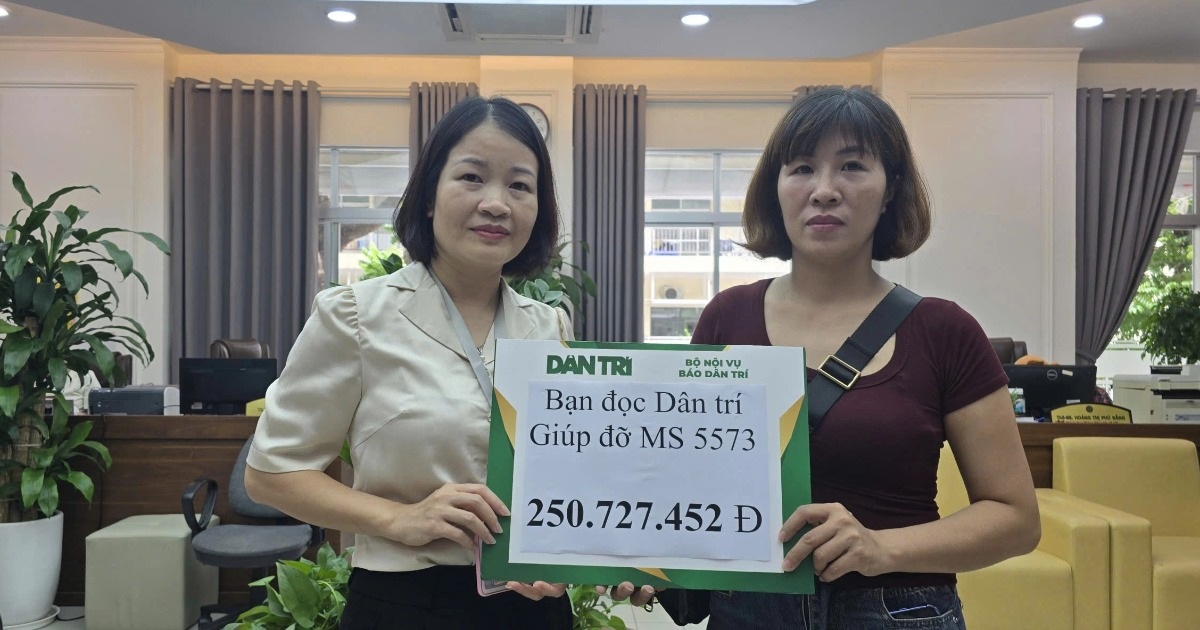 DÂN TRÍ
BỘ NỘI VỤ
BÁO DÂN TRÍ
Bạn đọc Dân trí
Giúp đỡ MS 5573
250.727.452 Đ